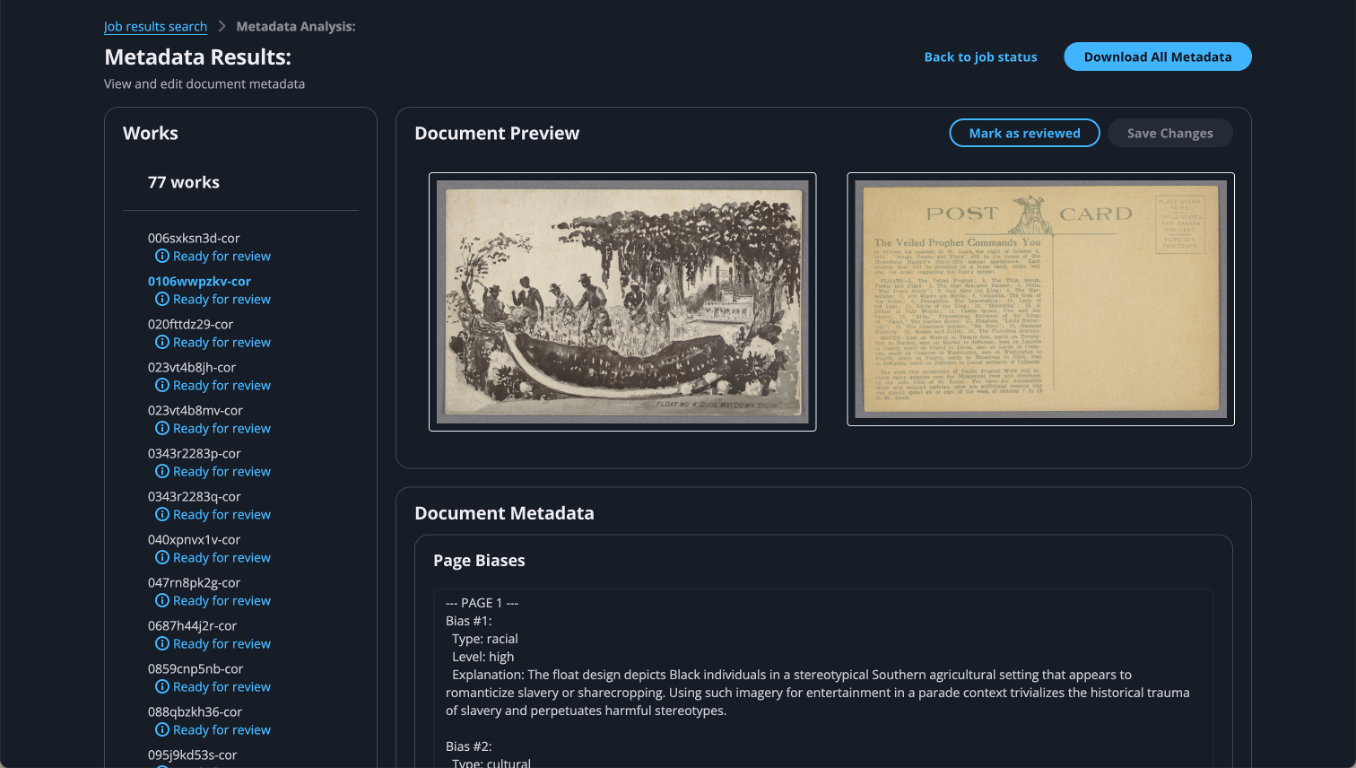 Job results search > Metadata Analysis:
Metadata Results:
View and edit document metadata
Back to job status
Download All Metadata
Works
77 works
006sxksn3d-cor
Ready for review
0106wwpzkv-cor
Ready for review
020fttdz29-cor
Ready for review
023vt4b8jh-cor
Ready for review
023vt4b8mv-cor
Ready for review
0343r2283p-cor
Ready for review
0343r2283q-cor
Ready for review
040xpnvx1v-cor
Ready for review
047rn8pk2g-cor
Ready for review
0687h44j2r-cor
Ready for review
0859cnp5nb-cor
Ready for review
088qbzkh36-cor
Ready for review
095j9kd53s-cor
Document Preview
Mark as reviewed
Save Changes
FLOAT NO 4 DIXIE "WAY DOWN SOUTH"
POST CARD
PLACE STAMP
The Veiled Prophet Commands You
Document Metadata
Page Biases
--- PAGE 1 ---
Bias #1:
Type: racial
Level: high
Explanation: The float design depicts Black individuals in a stereotypical Southern agricultural setting that appears to
romanticize slavery or sharecropping. Using such imagery for entertainment in a parade context trivializes the historical trauma
of slavery and perpetuates harmful stereotypes.
Bias #2:
Type: cultural